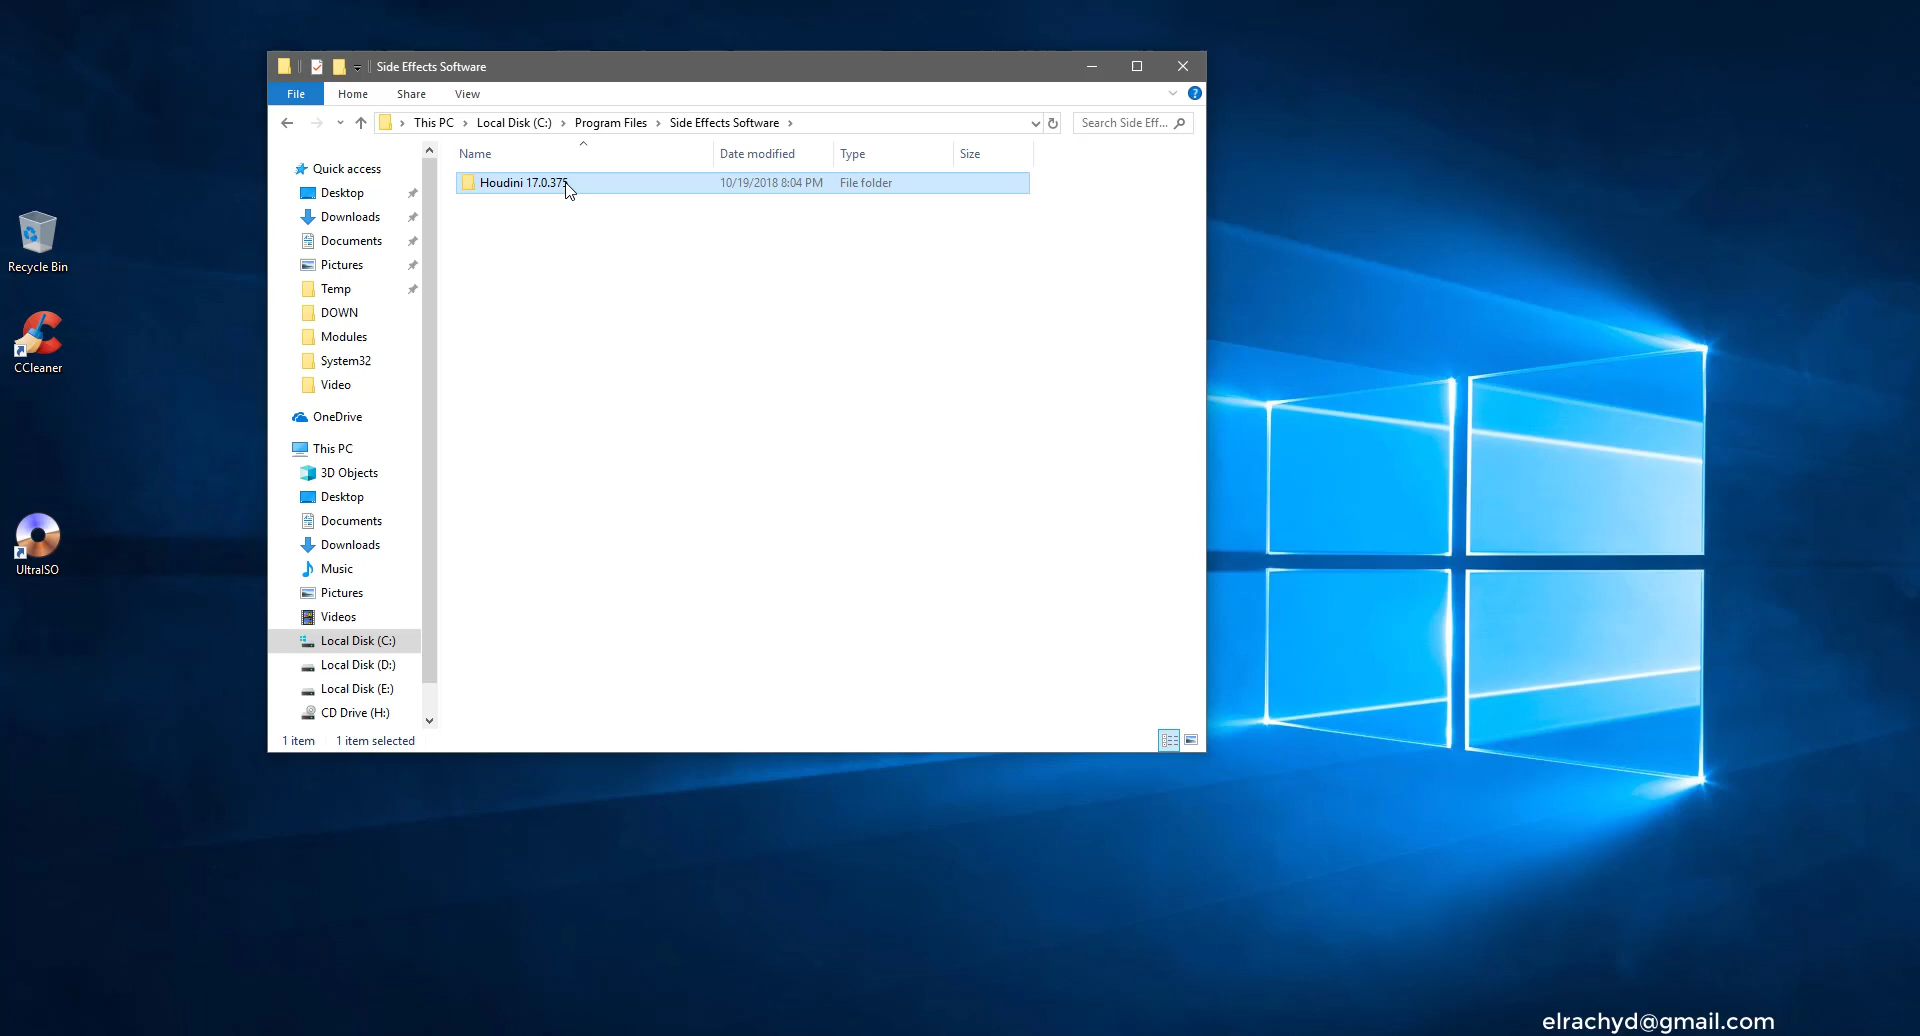 Side Effects Software
File Home Share View
This PC Local Disk (C:) Program Files Side Effects Software
Search Side Eff...
Name Date modified Type Size
Houdini 17.0.375 10/19/2018 8:04 PM File folder
Quick access
Desktop
Downloads
Documents
Pictures
Temp
DOWN
Modules
System32
Video
OneDrive
This PC
3D Objects
Desktop
Documents
Downloads
Music
Pictures
Videos
Local Disk (C:)
Local Disk (D:)
Local Disk (E:)
CD Drive (H:)
1 item 1 item selected
Recycle Bin
CCleaner
UltraISO
elrachyd@gmail.com